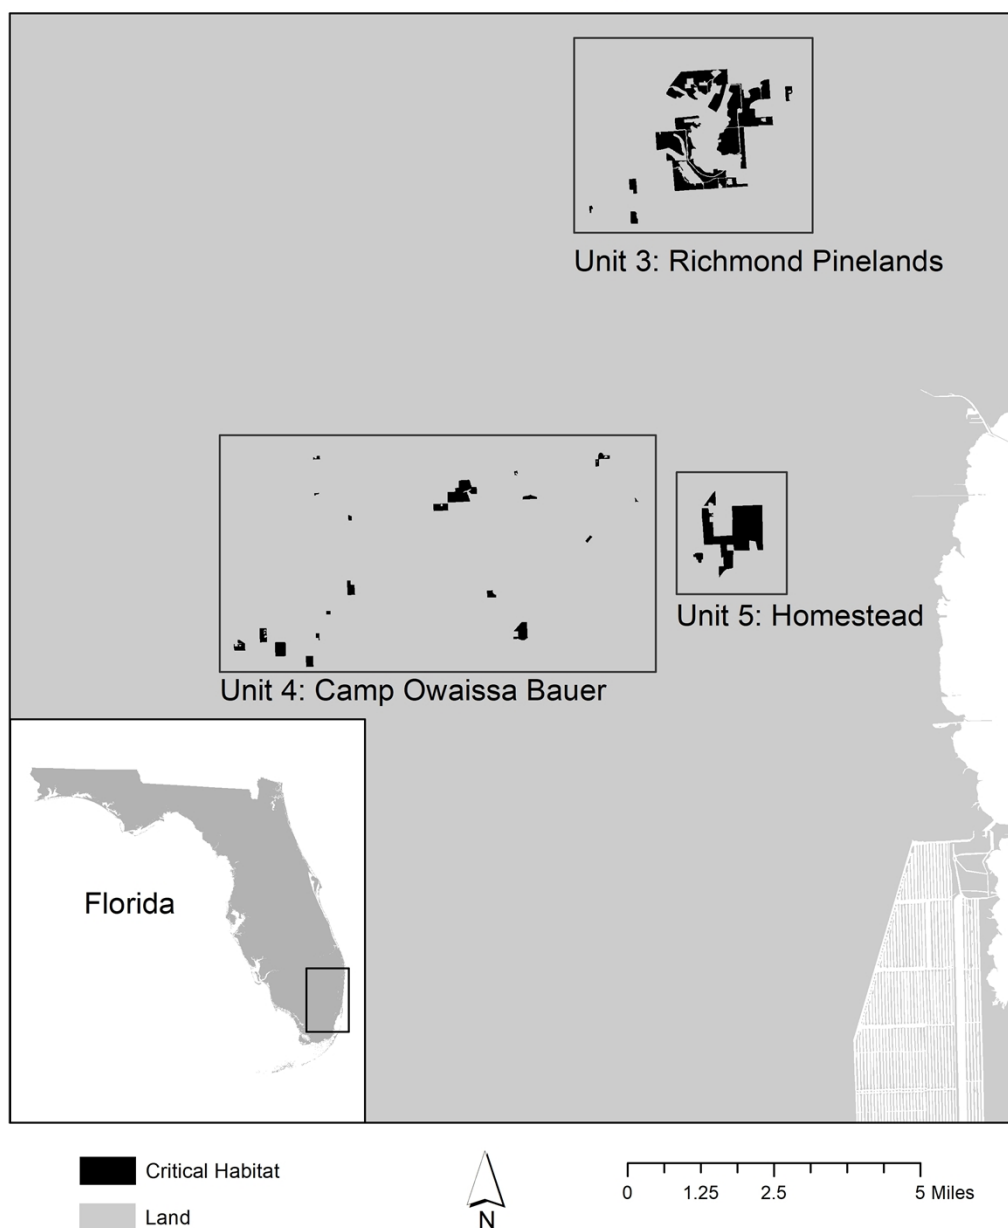 Unit 3: Richmond Pinelands
Unit 4: Camp Owaissa Bauer
Unit 5: Homestead
Florida
Critical Habitat
Land
N
0 1.25 2.5 5 Miles